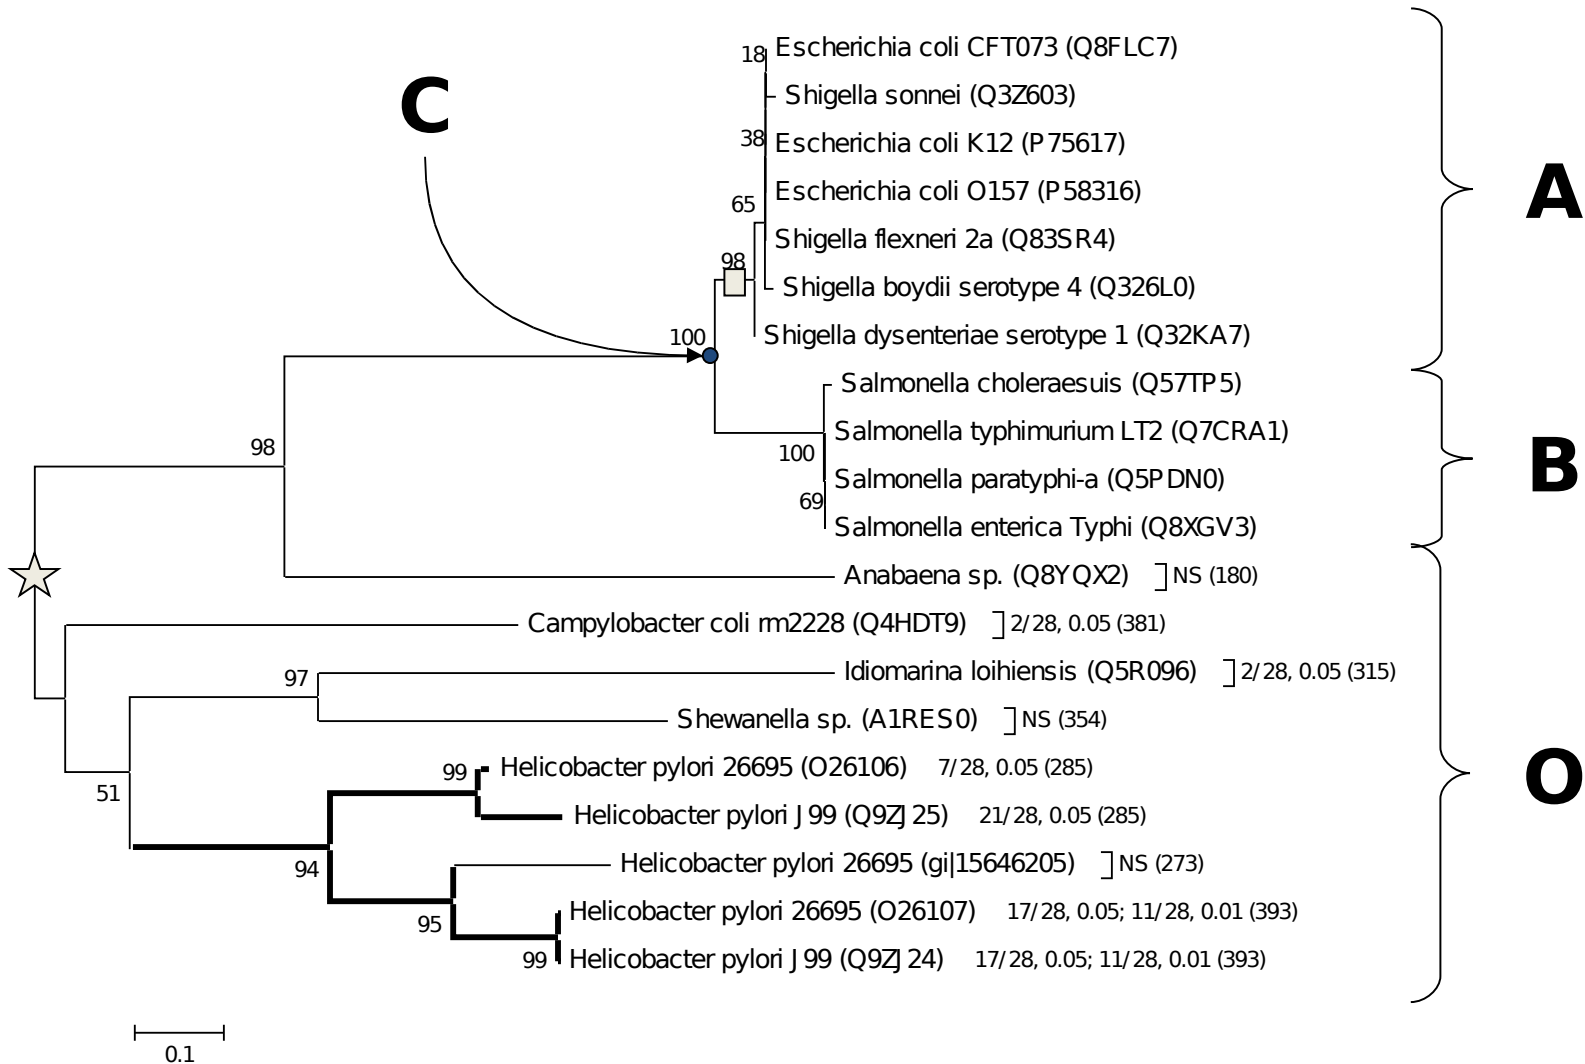 18
Escherichia coli CFT073 (Q8FLC7)
C
Shigella sonnei (Q3Z603)
38
Escherichia coli K12 (P75617)
Escherichia coli O157 (P58316)
A
65
Shigella flexneri 2a (Q83SR4)
98
Shigella boydii serotype 4 (Q326L0)
100
Shigella dysenteriae serotype 1 (Q32KA7)
Salmonella choleraesuis (Q57TP5)
Salmonella typhimurium LT2 (Q7CRA1)
98
100
B
Salmonella paratyphi-a (Q5PDN0)
69
Salmonella enterica Typhi (Q8XGV3)
Anabaena sp. (Q8YQX2) NS (180)
Campylobacter coli rm2228 (Q4HDT9) 2/28, 0.05 (381)
97
Idiomarina loihiensis (Q5R096) 2/28, 0.05 (315)
Shewanella sp. (A1RES0) NS (354)
99
Helicobacter pylori 26695 (O26106) 7/28, 0.05 (285)
O
51
Helicobacter pylori J99 (Q9ZJ25) 21/28, 0.05 (285)
94
Helicobacter pylori 26695 (gi|15646205) NS (273)
95
Helicobacter pylori 26695 (O26107) 17/28, 0.05; 11/28, 0.01 (393)
99
Helicobacter pylori J99 (Q9ZJ24) 17/28, 0.05; 11/28, 0.01 (393)
0.1